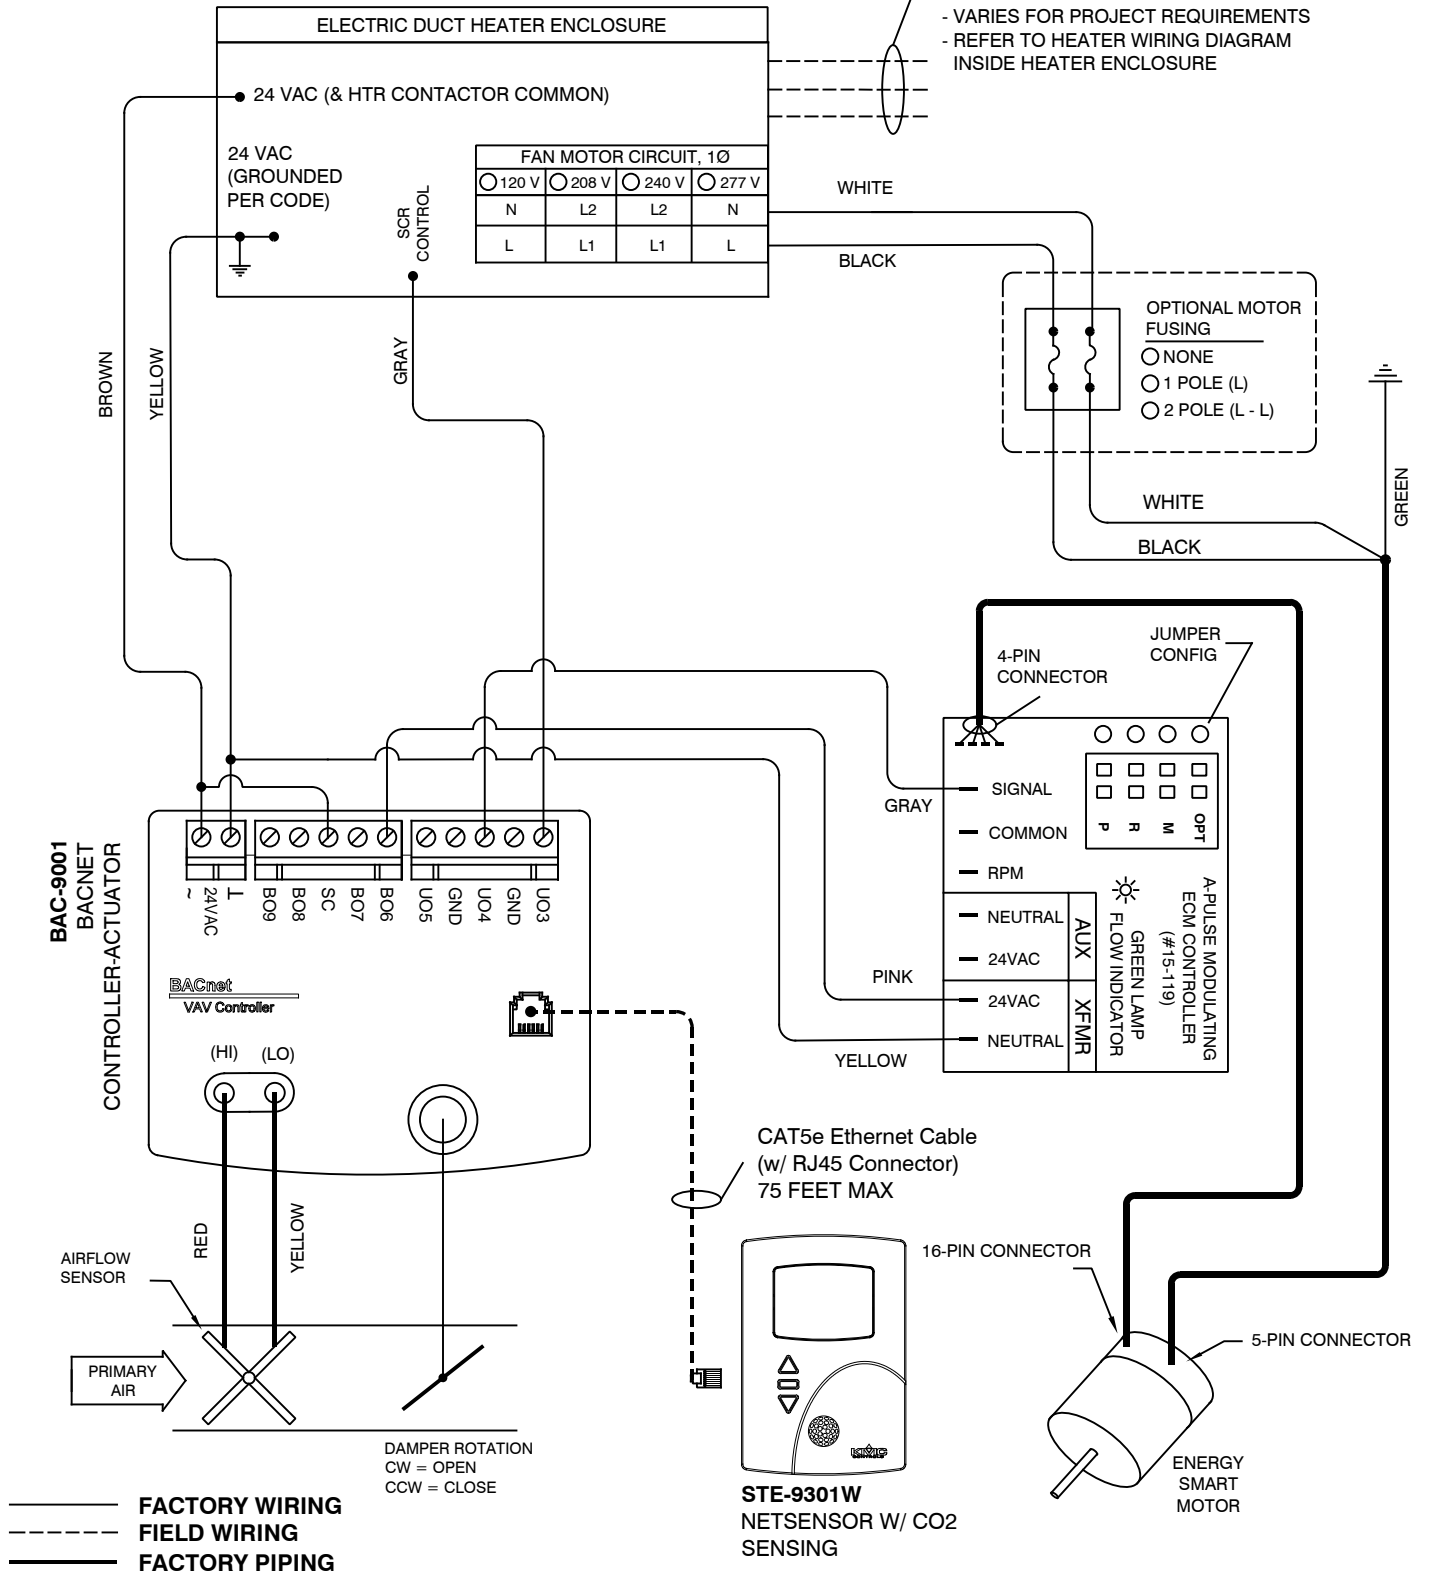 - VARIES FOR PROJECT REQUIREMENTS
- REFER TO HEATER WIRING DIAGRAM
INSIDE HEATER ENCLOSURE
ELECTRIC DUCT HEATER ENCLOSURE
24 VAC (& HTR CONTACTOR COMMON)
24 VAC
(GROUNDED
PER CODE)
SCR
CONTROL
FAN MOTOR CIRCUIT, 1Ø
120 V 208 V 240 V 277 V
N L2 L2 N
L L1 L1 L
WHITE
BLACK
OPTIONAL MOTOR
FUSING
NONE
1 POLE (L)
2 POLE (L - L)
BROWN
YELLOW
GRAY
GREEN
WHITE
BLACK
4-PIN
CONNECTOR
JUMPER
CONFIG
GRAY
SIGNAL
COMMON
RPM
NEUTRAL
24VAC
AUX
24VAC
NEUTRAL
XFMR
P
R
M
OPT
A-PULSE MODULATING
ECM CONTROLLER
(#15-119)
GREEN LAMP
FLOW INDICATOR
PINK
YELLOW
BAC-9001
BACNET
CONTROLLER-ACTUATOR
~
24VAC
BO9
BO8
SC
BO7
BO6
UO5
GND
UO4
GND
UO3
BACnet
VAV Controller
(HI)
(LO)
RED
YELLOW
AIRFLOW
SENSOR
PRIMARY
AIR
DAMPER ROTATION
CW = OPEN
CCW = CLOSE
CAT5e Ethernet Cable
(w/ RJ45 Connector)
75 FEET MAX
KMC
CONTROLS
STE-9301W
NETSENSOR W/ CO2
SENSING
16-PIN CONNECTOR
5-PIN CONNECTOR
ENERGY
SMART
MOTOR
FACTORY WIRING
FIELD WIRING
FACTORY PIPING